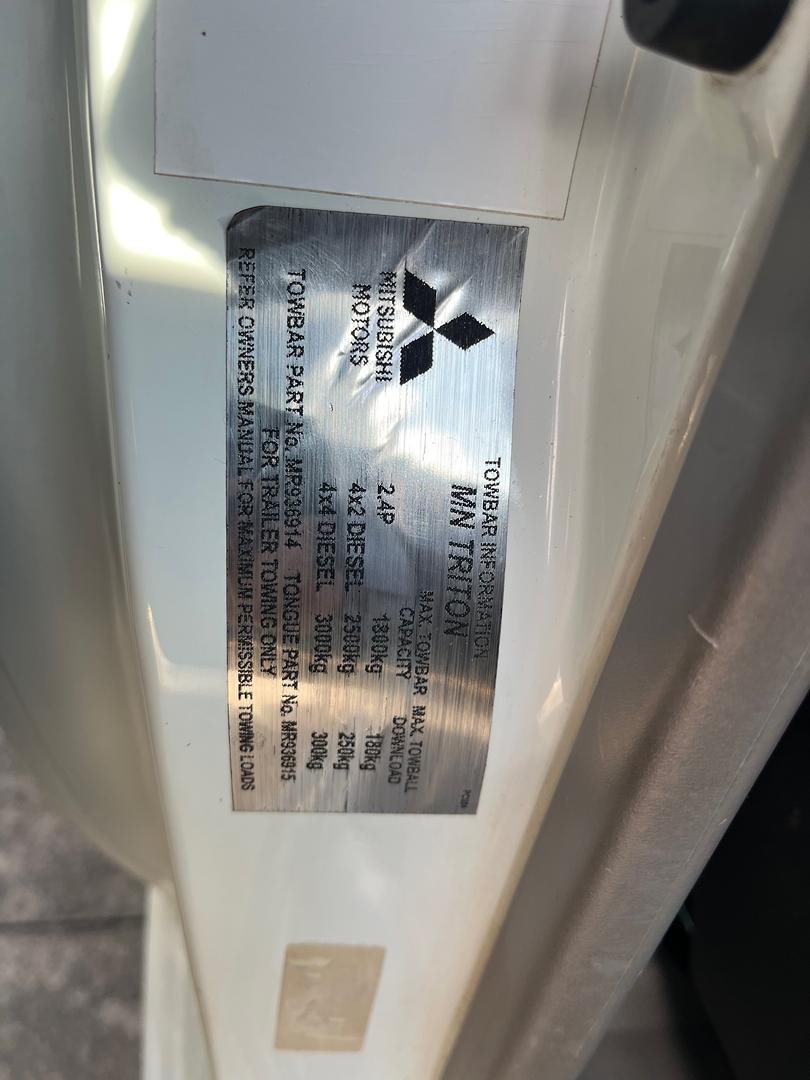 TOWBAR INFORMATION
MN TRITON
MITSUBISHI
MOTORS
MAX. TOWBAR MAX. TOWBALL
CAPACITY DOWNLOAD
2.4P 1800kg 180kg
4x2 DIESEL 2500kg 250kg
4x4 DIESEL 3000kg 300kg
TOWBAR PART No. MR936914 TONGUE PART No. MR936915
FOR TRAILER TOWING ONLY
REFER OWNERS MANUAL FOR MAXIMUM PERMISSIBLE TOWING LOADS